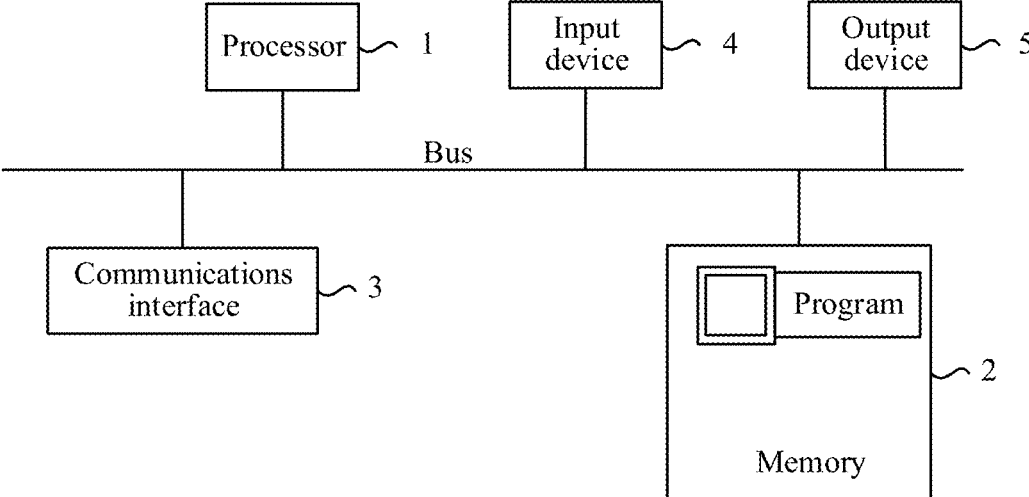 Processor
1
Input
device
4
Output
device
5
Bus
Communications
interface
3
Program
2
Memory